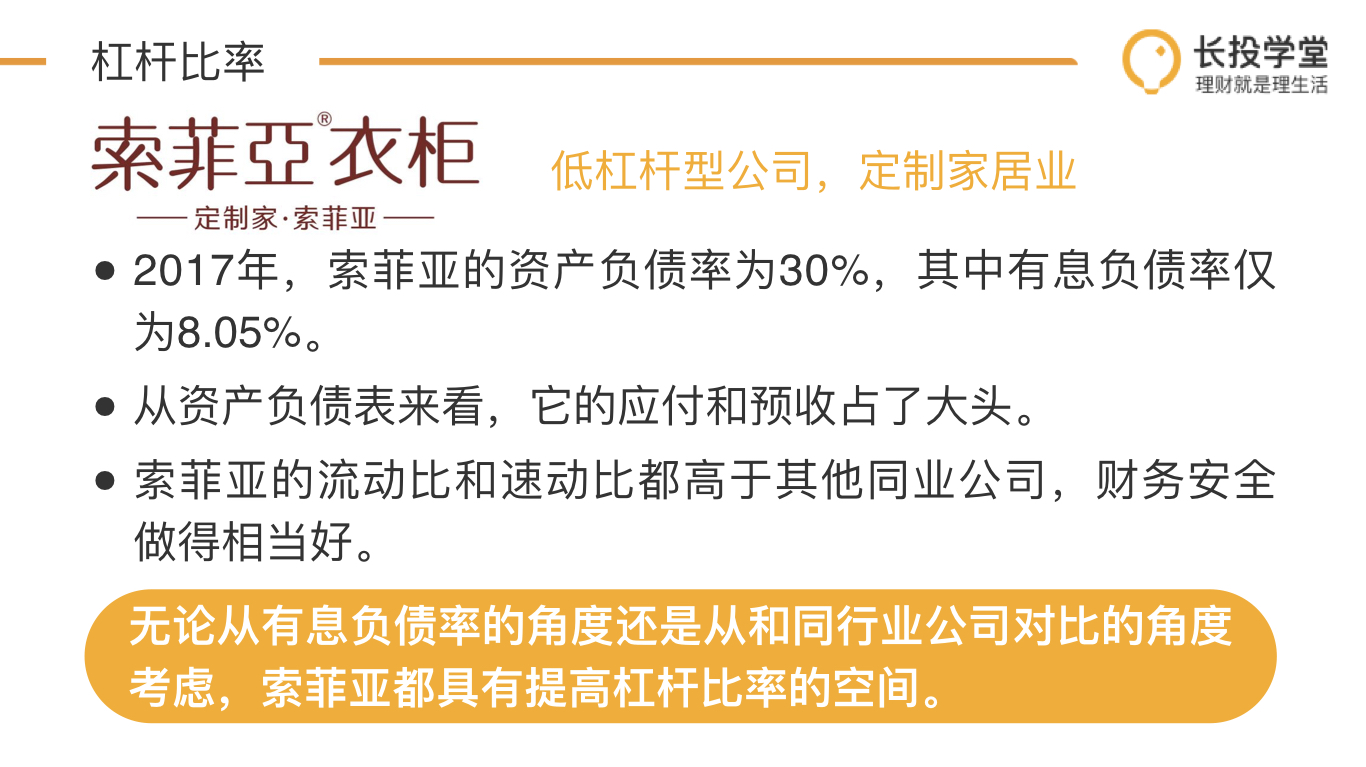 杠杆比率
长投学堂
理财就是理生活
索菲亞®衣柜
定制家·索菲亚
低杠杆型公司，定制家居业
● 2017年，索菲亚的资产负债率为30%，其中有息负债率仅
为8.05%。
● 从资产负债表来看，它的应付和预收占了大头。
● 索菲亚的流动比和速动比都高于其他同业公司，财务安全
做得相当好。
无论从有息负债率的角度还是从和同行业公司对比的角度
考虑，索菲亚都具有提高杠杆比率的空间。